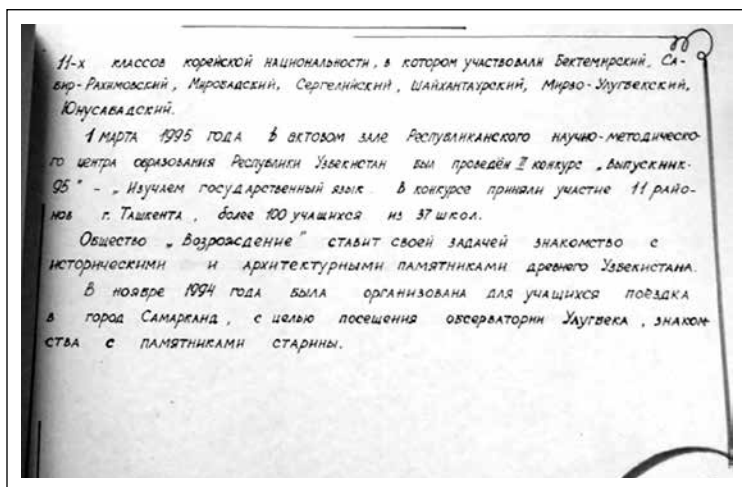 11-х классов корейской национальности, в котором участвовали Бектемирский, Са-
бир-Рахимовский, Мирабадский, Сергелийский, Шайхантаурский, Мирзо-Улугбекский,
Юнусабадский.
1 марта 1995 года в актовом зале Республиканского научно-методическо-
го центра образования Республики Узбекистан был проведён II конкурс „Выпускник-
95" - „Изучаем государственный язык. В конкурсе приняли участие 11 райо-
нов г. Ташкента, более 100 учащихся из 37 школ.
Общество „Возрождение" ставит своей задачей знакомство с
историческими и архитектурными памятниками древнего Узбекистана.
В ноябре 1994 года была организована для учащихся поездка
в город Самарканд, с целью посещения обсерватории Улугбека, знаком-
ства с памятниками старины.